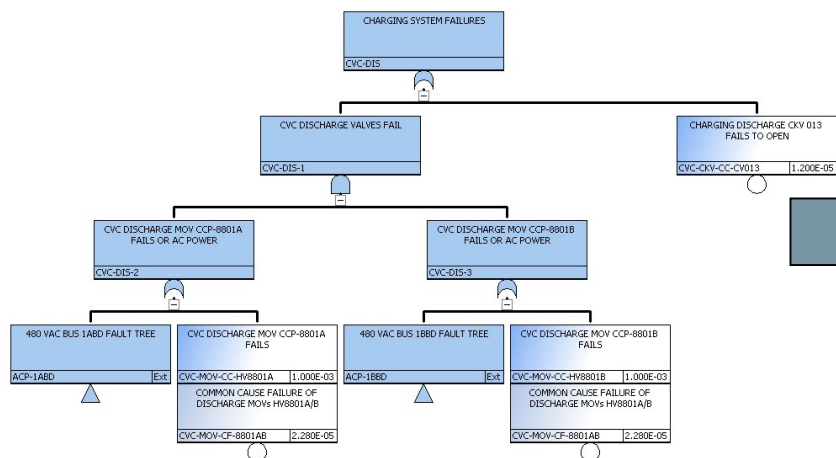 CHARGING SYSTEM FAILURES
CVC-DIS
CVC DISCHARGE VALVES FAIL
CVC-DIS-1
CHARGING DISCHARGE CKV 013
FAILS TO OPEN
CVC-CKV-CC-CV013 1.200E-05
CVC DISCHARGE MOV CCP-8801A
FAILS OR AC POWER
CVC-DIS-2
CVC DISCHARGE MOV CCP-8801B
FAILS OR AC POWER
CVC-DIS-3
480 VAC BUS 1ABD FAULT TREE
ACP-1ABD Ext
CVC DISCHARGE MOV CCP-8801A
FAILS
CVC-MOV-CC-HV8801A 1.000E-03
COMMON CAUSE FAILURE OF
DISCHARGE MOVs HV8801A/B
CVC-MOV-CF-8801AB 2.280E-05
480 VAC BUS 1BBD FAULT TREE
ACP-1BBD Ext
CVC DISCHARGE MOV CCP-8801B
FAILS
CVC-MOV-CC-HV8801B 1.000E-03
COMMON CAUSE FAILURE OF
DISCHARGE MOVs HV8801A/B
CVC-MOV-CF-8801AB 2.280E-05